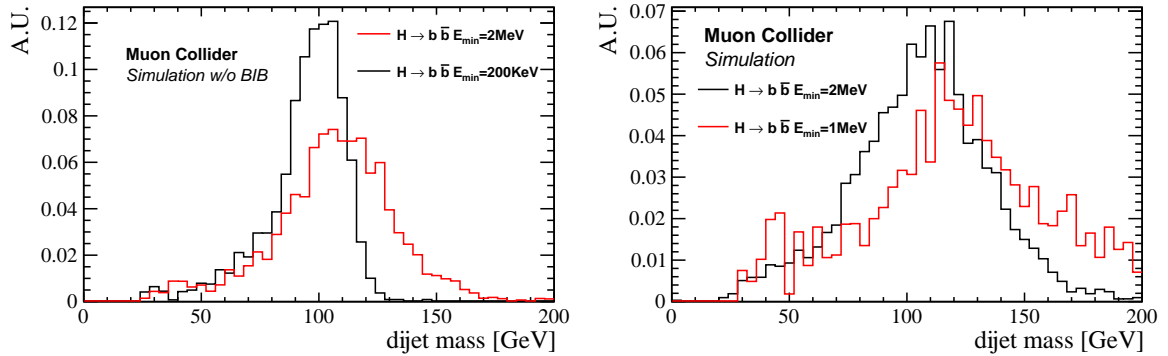 A.U.
0.12
0.1
0.08
0.06
0.04
0.02
0
Muon Collider
Simulation w/o BIB
H → b b̅ E_min=2MeV
H → b b̅ E_min=200KeV
0 50 100 150 200
dijet mass [GeV]
A.U.
0.07
0.06
0.05
0.04
0.03
0.02
0.01
0
Muon Collider
Simulation
H → b b̅ E_min=2MeV
H → b b̅ E_min=1MeV
0 50 100 150 200
dijet mass [GeV]